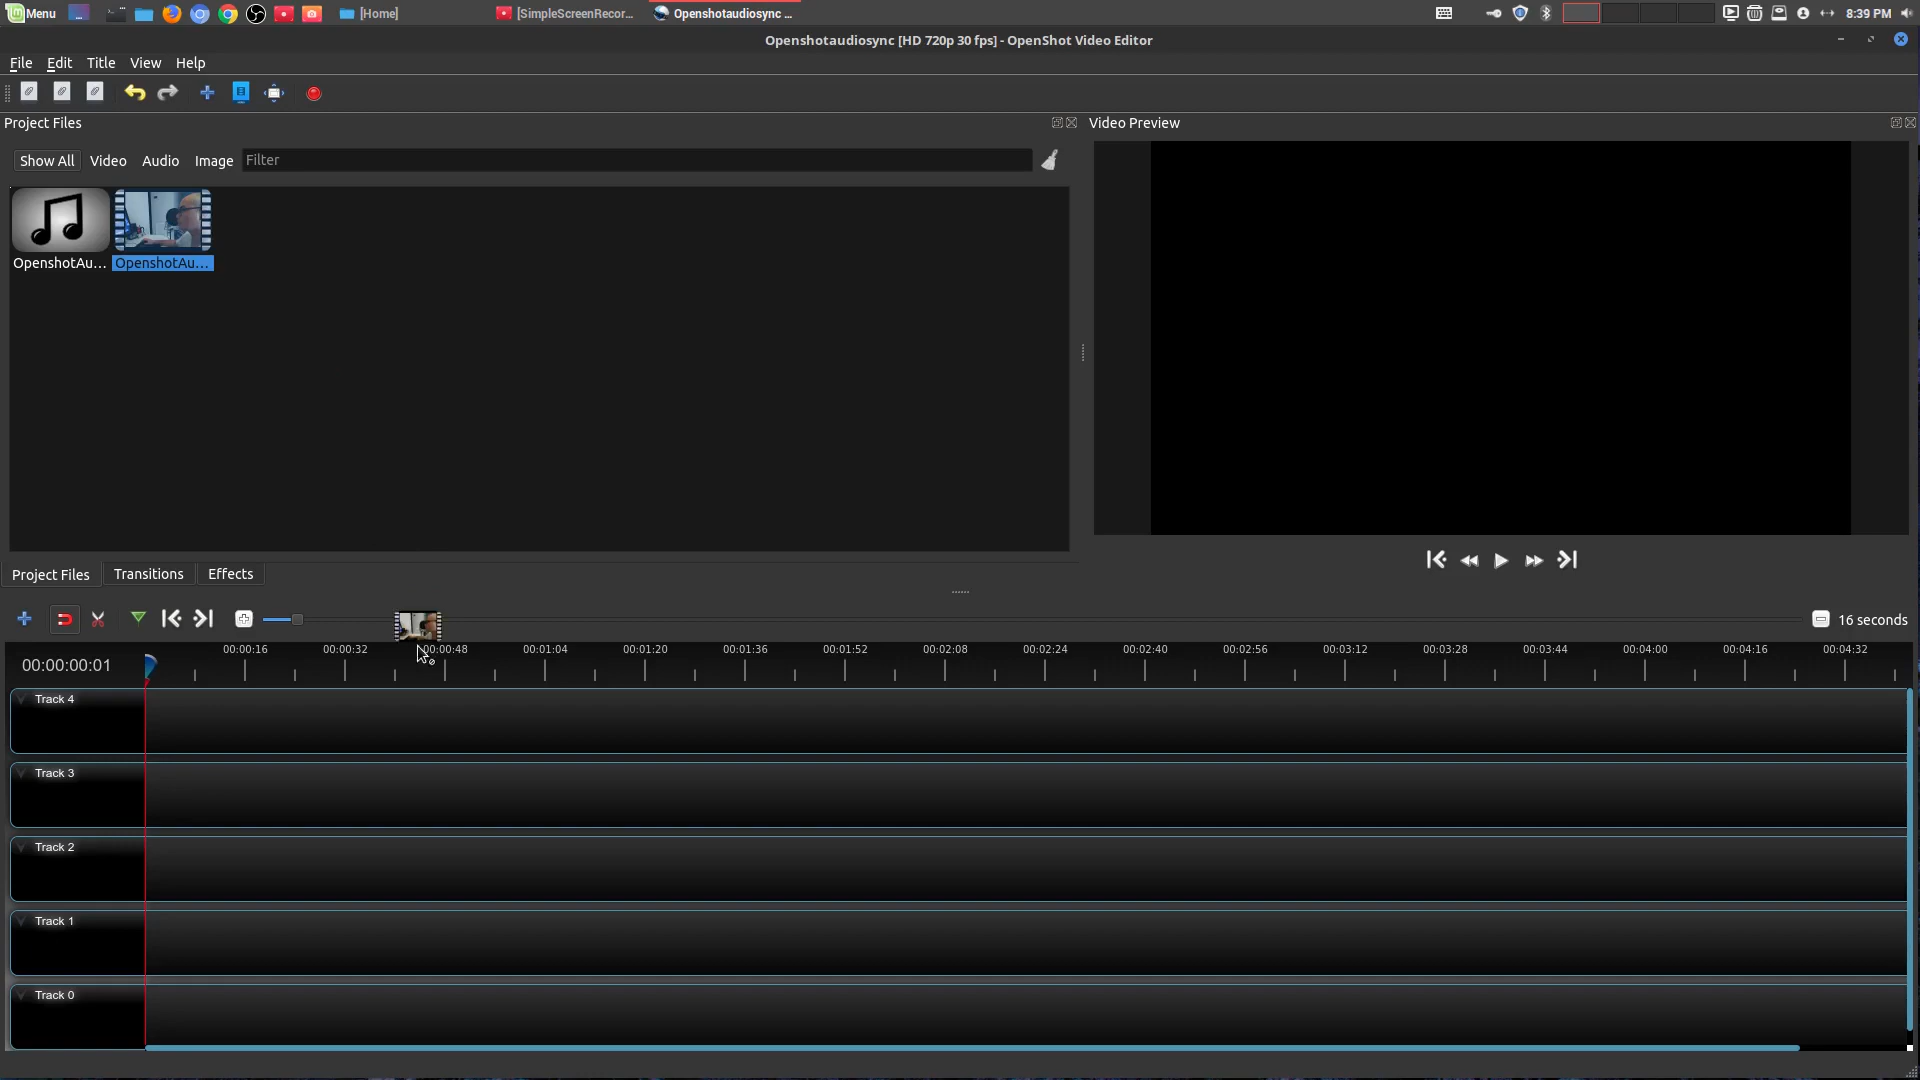 Menu
[Home]
[SimpleScreenRecor...
Openshotaudiosync ...
8:39 PM
Openshotaudiosync [HD 720p 30 fps] - OpenShot Video Editor
File Edit Title View Help
Project Files
Video Preview
Show All Video Audio Image Filter
OpenshotAu... OpenshotAu...
Project Files Transitions Effects
16 seconds
00:00:00:01
00:00:16 00:00:32 00:00:48 00:01:04 00:01:20 00:01:36 00:01:52 00:02:08 00:02:24 00:02:40 00:02:56 00:03:12 00:03:28 00:03:44 00:04:00 00:04:16 00:04:32
Track 4
Track 3
Track 2
Track 1
Track 0